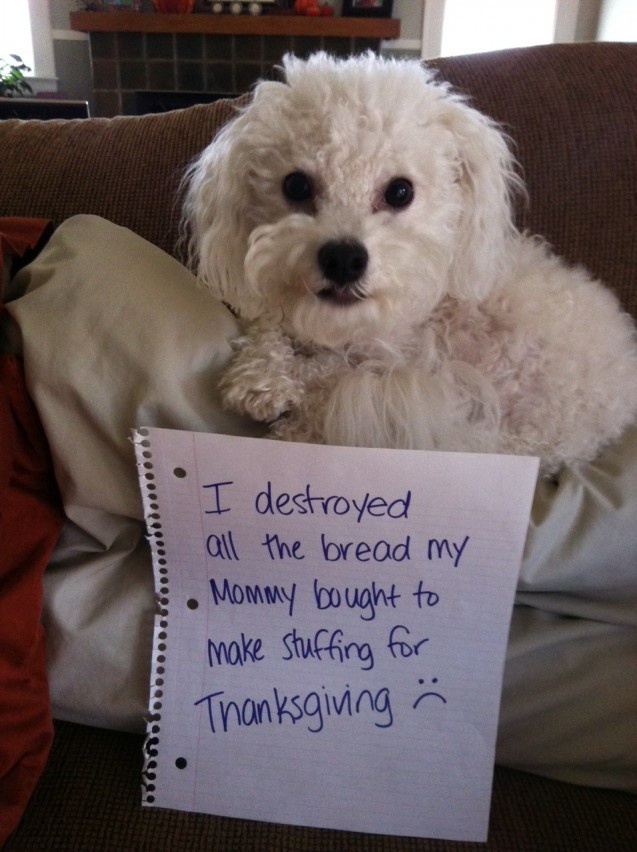 I destroyed
all the bread my
Mommy bought to
make stuffing for
Thanksgiving :(